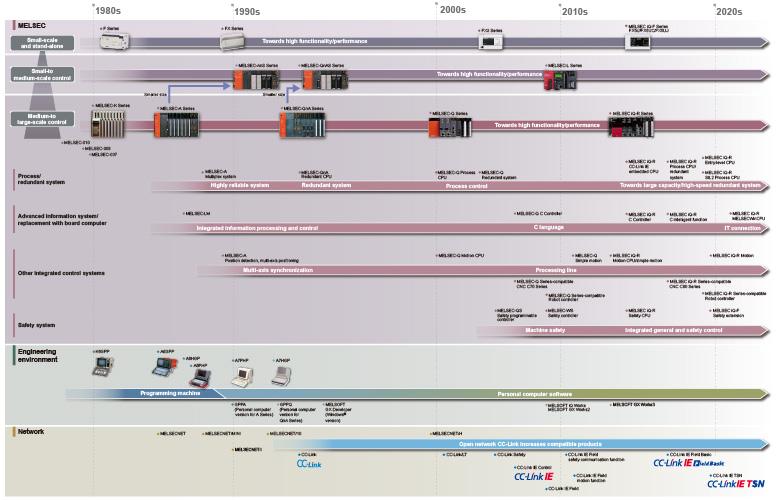 1980s
1990s
2000s
2010s
2020s
MELSEC
Small-scale
and stand-alone
F Series
FX Series
FX3 Series
MELSEC iQ-F Series
Towards high functionality/performance
Small-to
medium-scale control
MELSEC-AnS Series
MELSEC-QnAS Series
MELSEC-L Series
Towards high functionality/performance
Smaller size
Smaller size
Medium-to
large-scale control
MELSEC-K Series
MELSEC-A Series
MELSEC-QnA Series
MELSEC-Q Series
MELSEC iQ-R Series
Towards high functionality/performance
MELSEC-310
Process/
redundant system
MELSEC-A
Multiplex system
MELSEC-QnA
Redundant CPU
MELSEC-Q Process
CPU
MELSEC-Q
Redundant system
MELSEC iQ-R
CC-Link IE
embedded CPU
MELSEC iQ-R
Process CPU/
redundant
system
MELSEC iQ-R
Entry-level CPU
MELSEC iQ-R
SIL2 Process CPU
Highly reliable system
Redundant system
Process control
Towards large capacity/high-speed redundant system
Advanced information system/
replacement with board computer
MELSEC-LM
MELSEC-Q C Controller
MELSEC iQ-R
C Controller
MELSEC iQ-R
C intelligent function
MELSEC iQ-R
MELSECWinCPU
Integrated information processing and control
C language
IT connection
Other integrated control systems
MELSEC-A
Position detection, multi-axis positioning
MELSEC-Q Motion CPU
MELSEC-Q
Simple motion
MELSEC iQ-R
Motion CPU/simple motion
MELSEC iQ-R Motion
Multi-axis synchronization
Processing line
MELSEC-Q Series-compatible
CNC C70 Series
MELSEC iQ-R Series-compatible
CNC C80 Series
MELSEC-Q Series-compatible
Robot controller
MELSEC iQ-R Series-compatible
Robot controller
Safety system
MELSEC-QS
Safety programmable
controller
MELSEC-WS
Safety controller
MELSEC iQ-R
Safety CPU
MELSEC iQ-F
Safety extension
Machine safety
Integrated general and safety control
Engineering
environment
K6GPP
A6GPP
A6HGP
A6PHP
A7PHP
A7HGP
Programming machine
Personal computer software
GPPA
(Personal computer
version for A Series)
GPPQ
(Personal computer
version for
QnA Series)
MELSOFT
GX Developer
(Windows®
version)
MELSOFT iQ Works
MELSOFT GX Works2
MELSOFT GX Works3
Network
MELSECNET
MELSECNET/MINI
MELSECNET/10
MELSECNET/H
MELSECNET II
Open network CC-Link increases compatible products
CC-Link
CC-Link
CC-Link/LT
CC-Link Safety
CC-Link IE Field
safety communication function
CC-Link IE Field Basic
CC-Link IE Field Basic
CC-Link IE Control
CC-Link IE
CC-Link IE Field
motion function
CC-Link IE Field
CC-Link IE TSN
CC-Link IE TSN